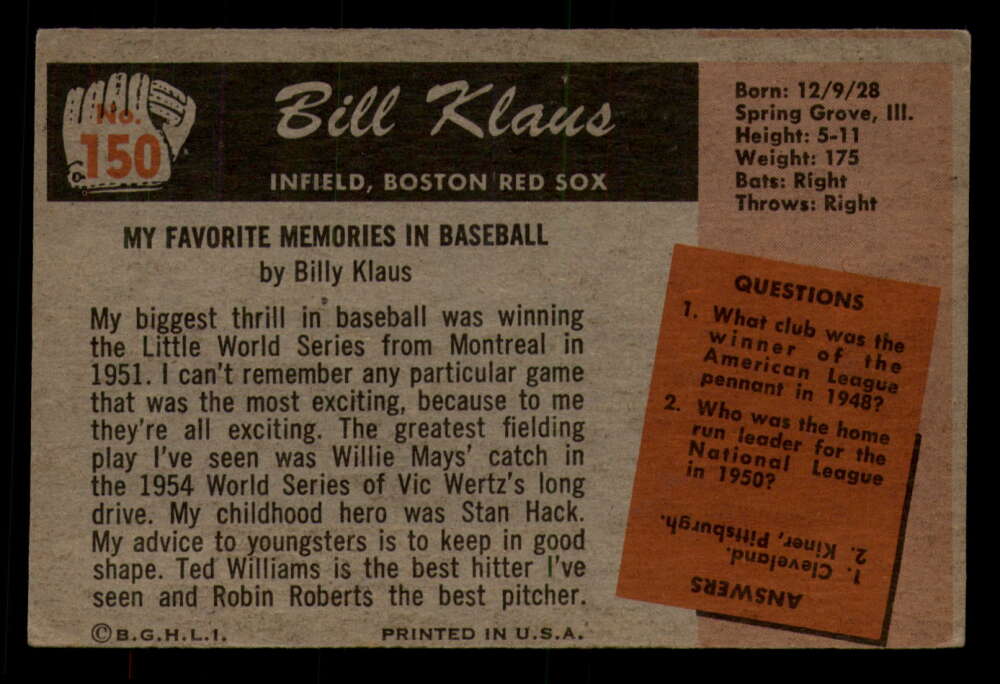 No.
150
Bill Klaus
INFIELD, BOSTON RED SOX
Born: 12/9/28
Spring Grove, Ill.
Height: 5-11
Weight: 175
Bats: Right
Throws: Right
MY FAVORITE MEMORIES IN BASEBALL
by Billy Klaus
My biggest thrill in baseball was winning
the Little World Series from Montreal in
1951. I can't remember any particular game
that was the most exciting, because to me
they're all exciting. The greatest fielding
play I've seen was Willie Mays' catch in
the 1954 World Series of Vic Wertz's long
drive. My childhood hero was Stan Hack.
My advice to youngsters is to keep in good
shape. Ted Williams is the best hitter I've
seen and Robin Roberts the best pitcher.
QUESTIONS
1. What club was the
winner of the
American League
pennant in 1948?
2. Who was the home
run leader for the
National League
in 1950?
ANSWERS
1. Cleveland.
2. Kiner, Pittsburgh.
©B.G.H.L.I.
PRINTED IN U.S.A.